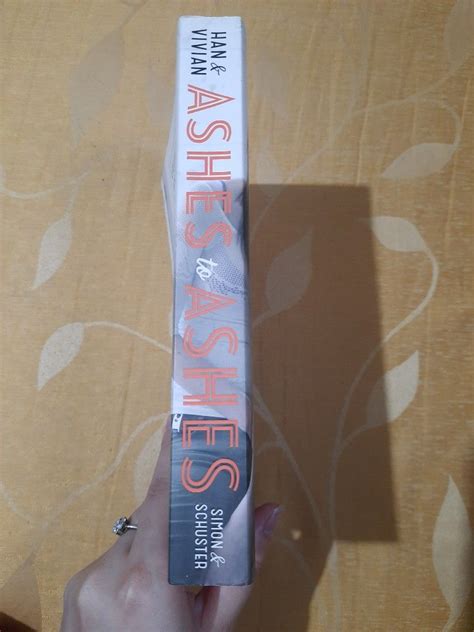 HAN &
VIVIAN
ASHES to ASHES
SIMON &
SCHUSTER